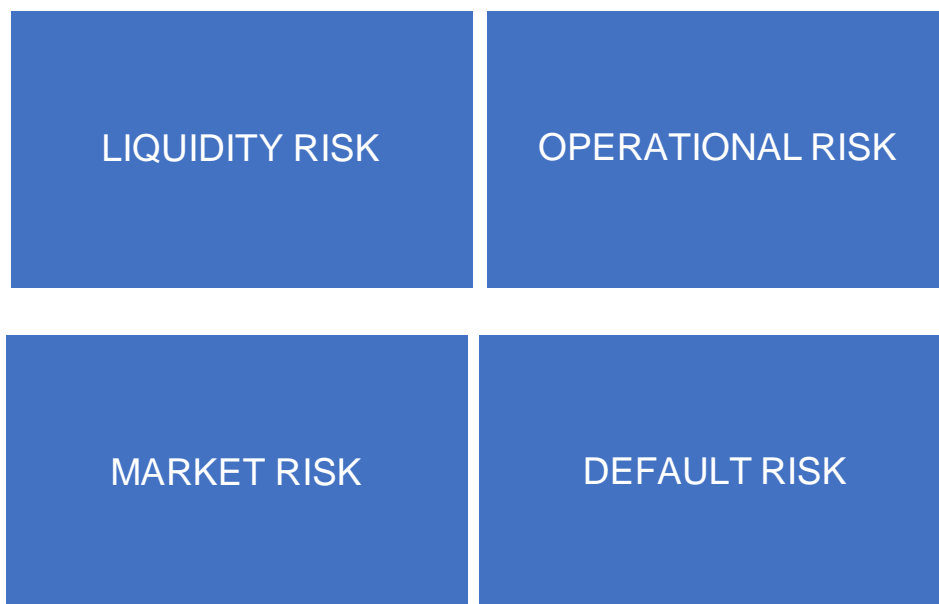 LIQUIDITY RISK
OPERATIONAL RISK
MARKET RISK
DEFAULT RISK